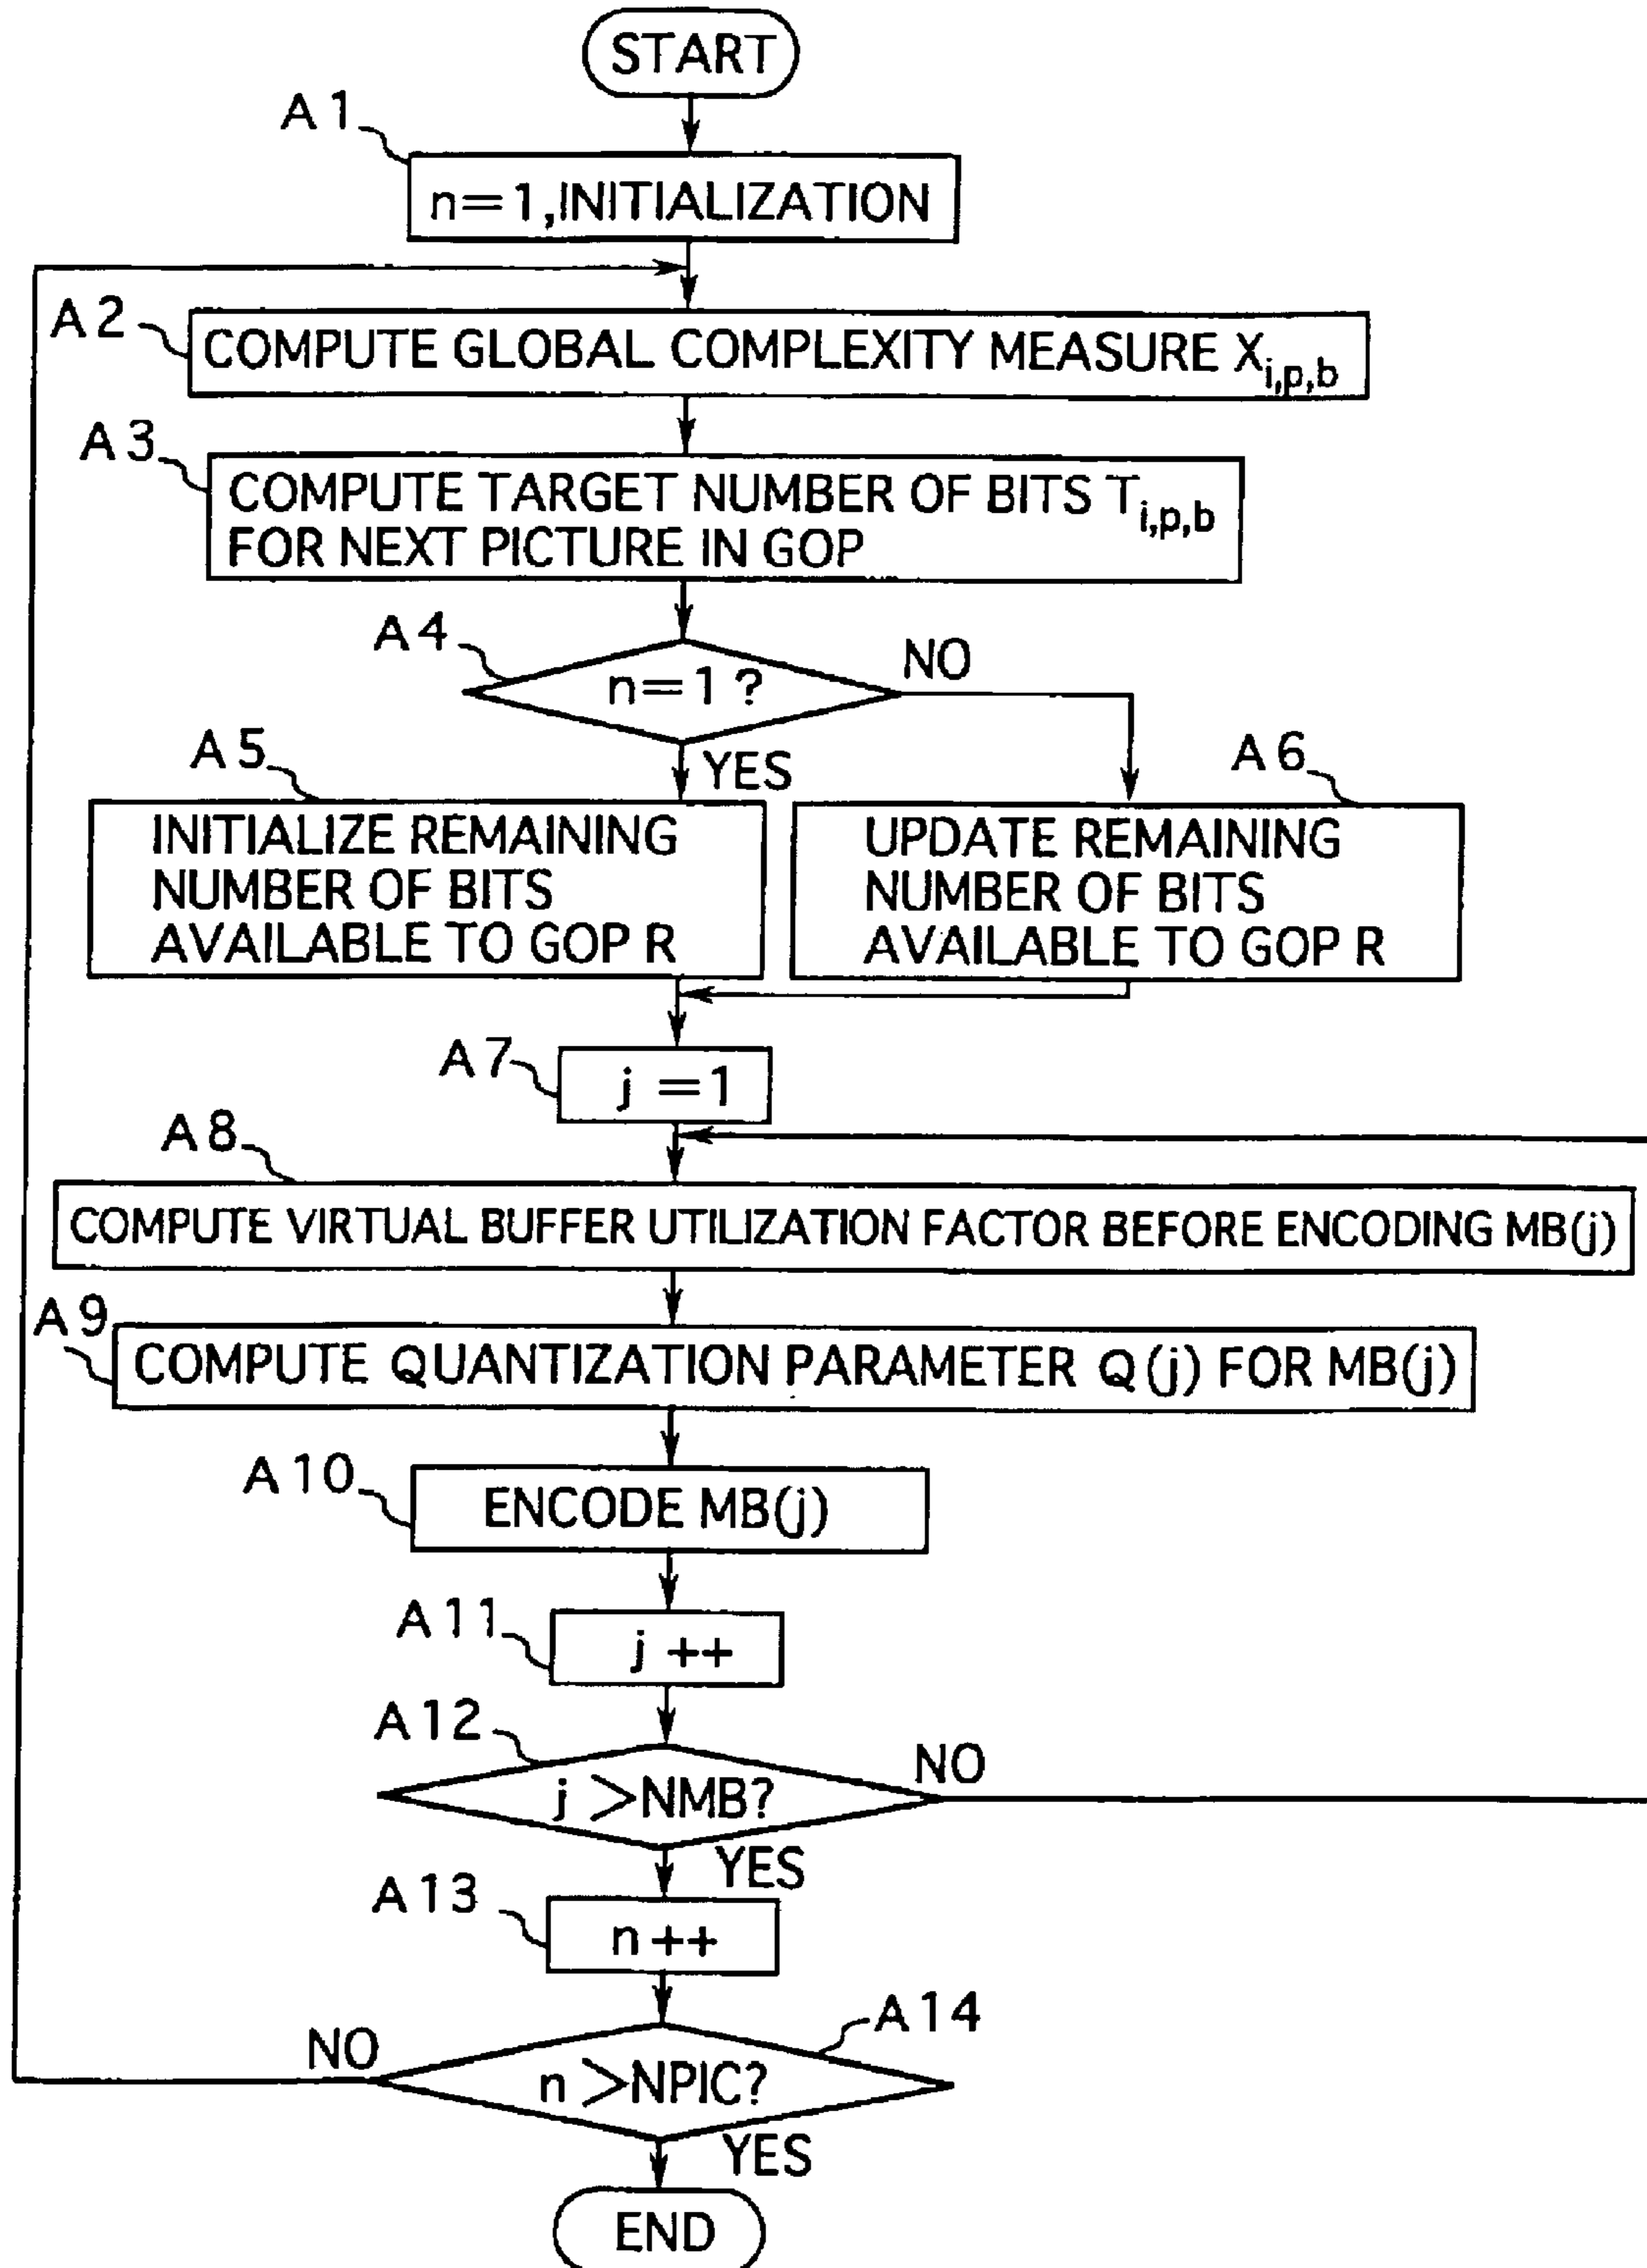 START
A1
n=1,INITIALIZATION
A2
COMPUTE GLOBAL COMPLEXITY MEASURE Xi,p,b
A3
COMPUTE TARGET NUMBER OF BITS Ti,p,b
FOR NEXT PICTURE IN GOP
A4
n=1?
NO
YES
A5
INITIALIZE REMAINING
NUMBER OF BITS
AVAILABLE TO GOP R
A6
UPDATE REMAINING
NUMBER OF BITS
AVAILABLE TO GOP R
A7
j =1
A8
COMPUTE VIRTUAL BUFFER UTILIZATION FACTOR BEFORE ENCODING MB(j)
A9
COMPUTE QUANTIZATION PARAMETER Q(j) FOR MB(j)
A10
ENCODE MB(j)
A11
j ++
A12
j >NMB?
NO
YES
A13
n++
A14
n >NPIC?
NO
YES
END